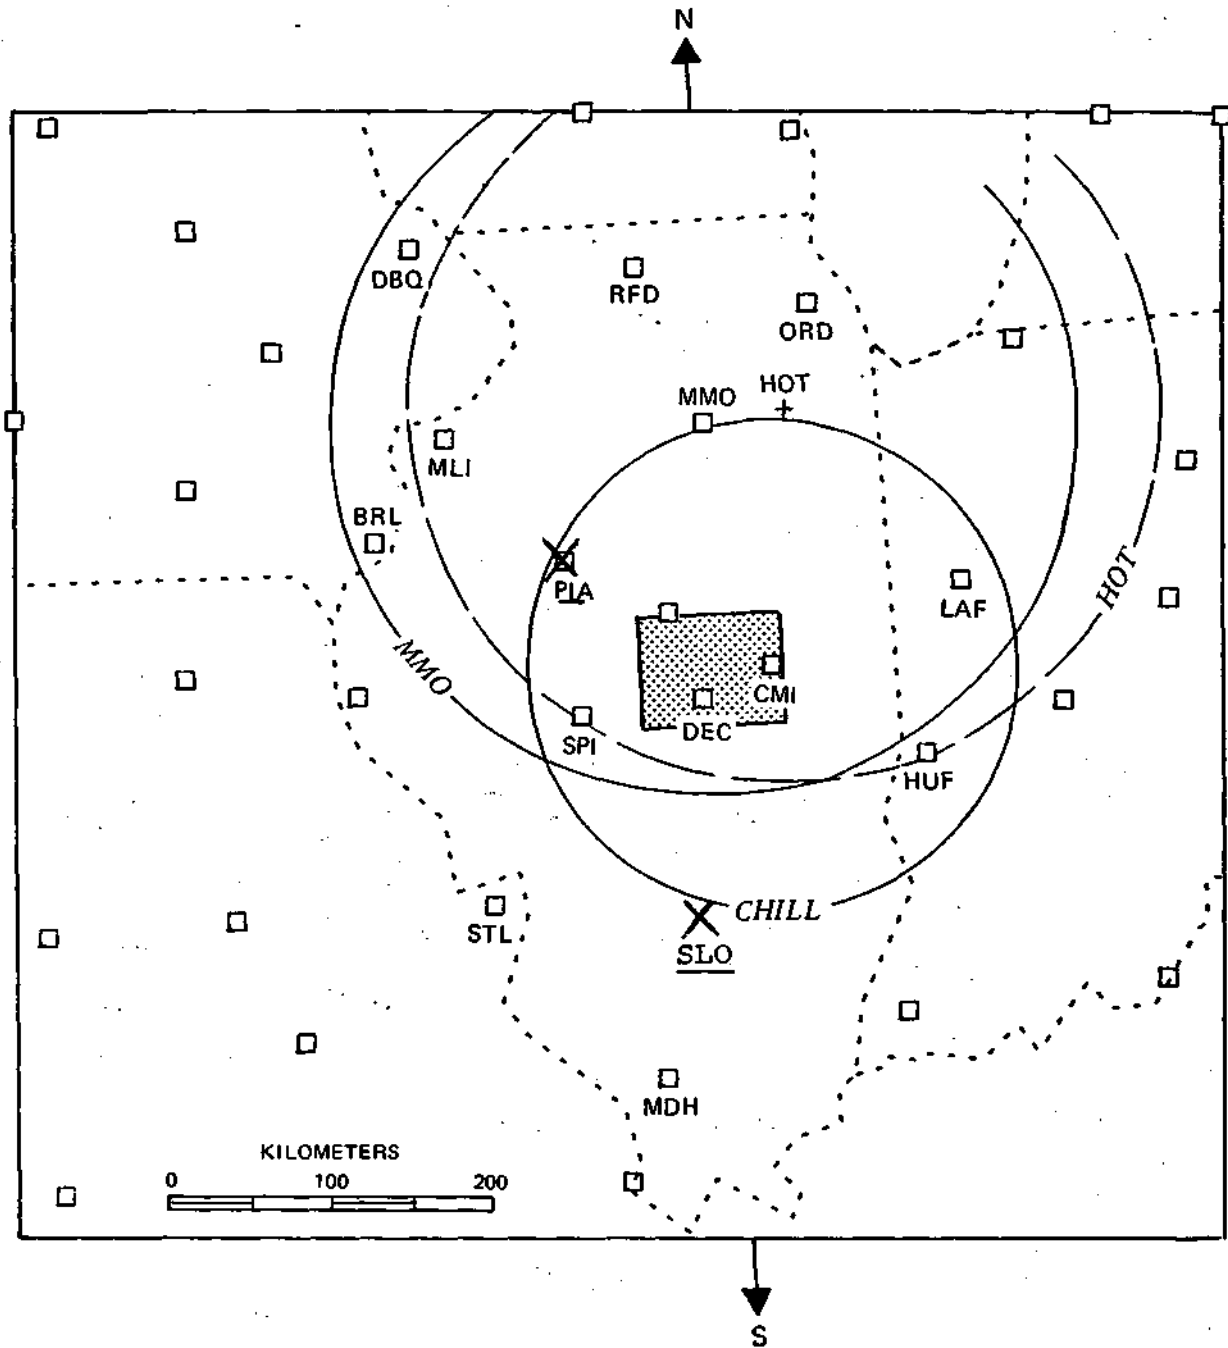 N
DBQ
RFD
ORD
MMO
HOT
MLI
BRL
PIA
LAF
HOT
MMO
CMI
DEC
SPI
HUF
CHILL
STL
SLO
MDH
KILOMETERS
0 100 200
S